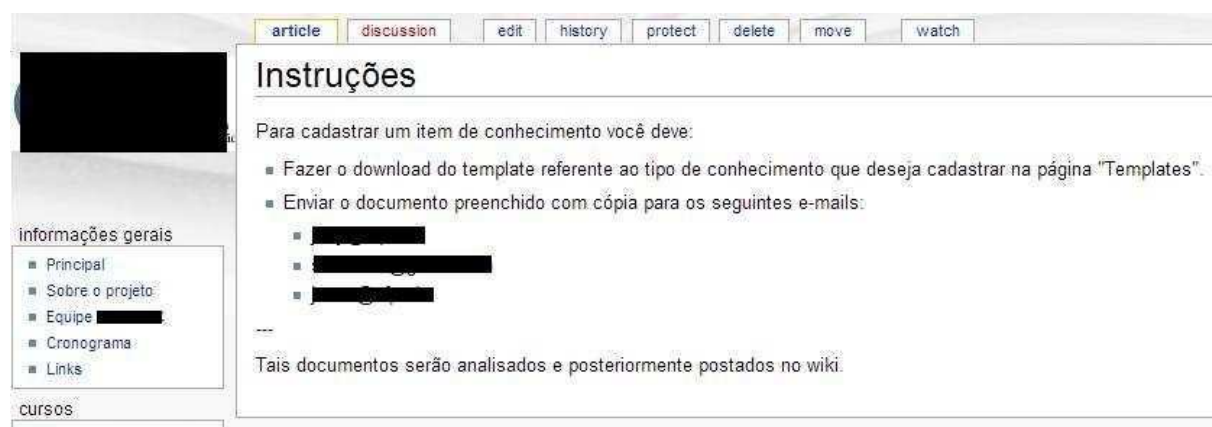 article discussion edit history protect delete move watch
Instruções
Para cadastrar um item de conhecimento você deve:
Fazer o download do template referente ao tipo de conhecimento que deseja cadastrar na página "Templates".
Enviar o documento preenchido com cópia para os seguintes e-mails:
---
Tais documentos serão analisados e posteriormente postados no wiki.
informações gerais
Principal
Sobre o projeto
Equipe
Cronograma
Links
cursos